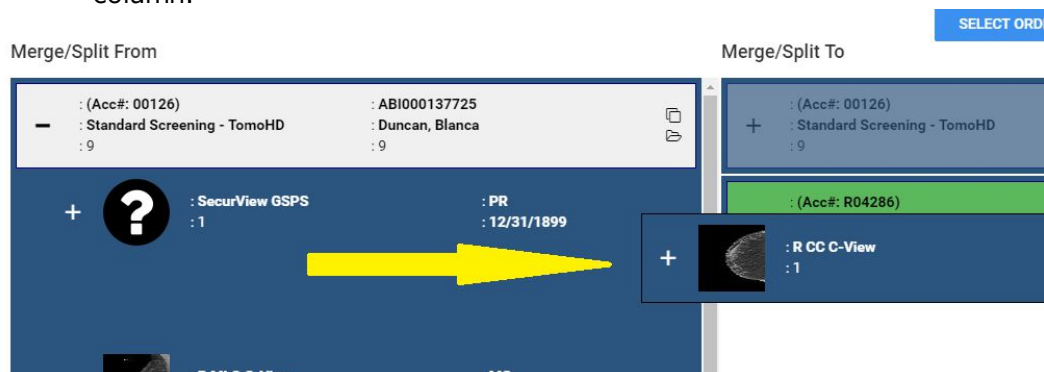 column.
SELECT ORD
Merge/Split From
Merge/Split To
: (Acc#: 00126)
: Standard Screening - TomoHD
: 9
: ABI000137725
: Duncan, Blanca
: 9
: (Acc#: 00126)
: Standard Screening - TomoHD
: 9
: SecurView GSPS
: 1
: PR
: 12/31/1899
: (Acc#: R04286)
: R CC C-View
: 1